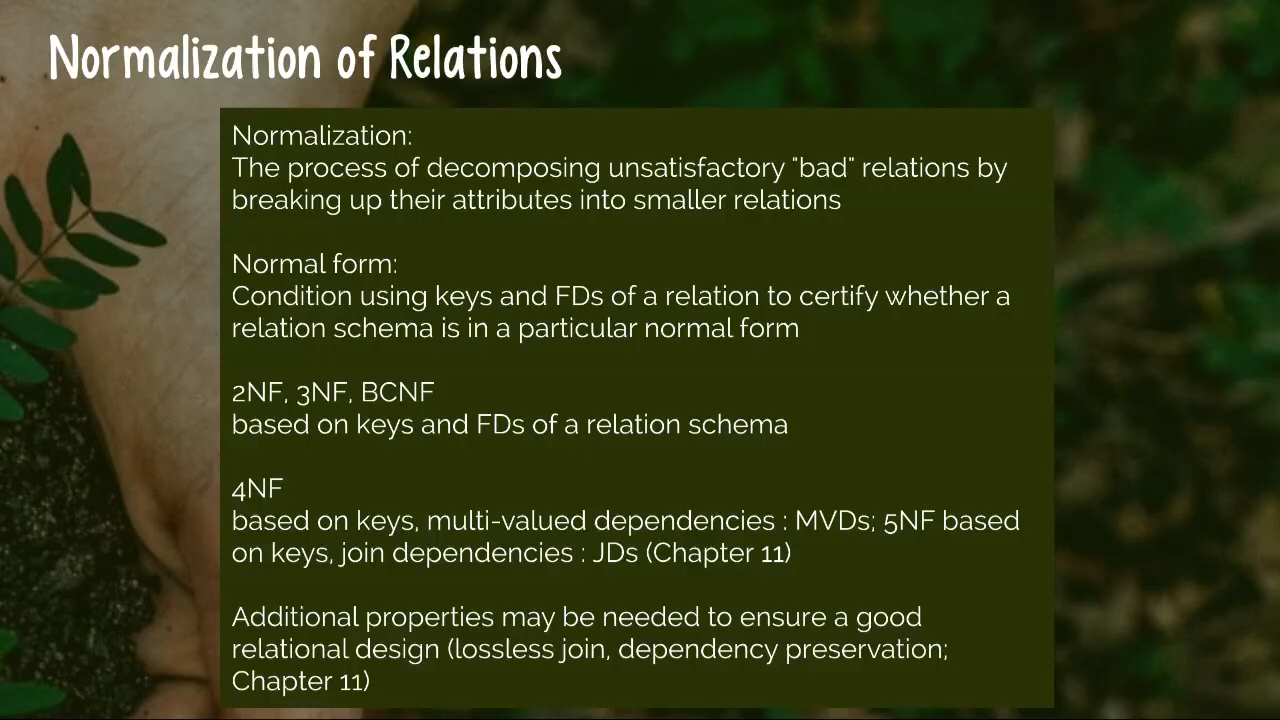 Normalization of Relations
Normalization:
The process of decomposing unsatisfactory "bad" relations by
breaking up their attributes into smaller relations
Normal form:
Condition using keys and FDs of a relation to certify whether a
relation schema is in a particular normal form
2NF, 3NF, BCNF
based on keys and FDs of a relation schema
4NF
based on keys, multi-valued dependencies : MVDs; 5NF based
on keys, join dependencies : JDs (Chapter 11)
Additional properties may be needed to ensure a good
relational design (lossless join, dependency preservation;
Chapter 11)